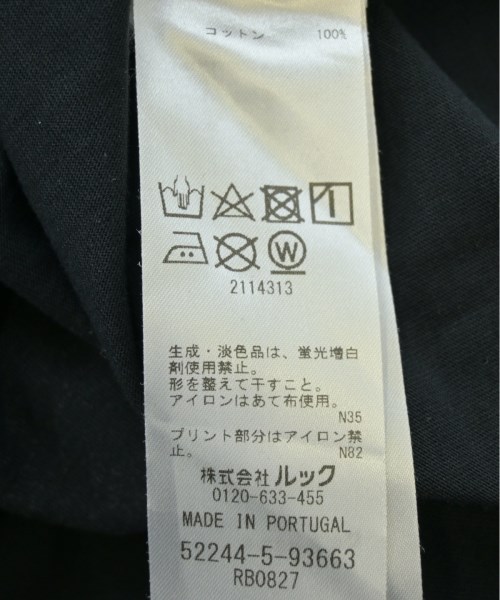 コットン 100%
W
2114313
生成・淡色品は、蛍光増白
剤使用禁止。
形を整えて干すこと。
アイロンはあて布使用。
N35
プリント部分はアイロン禁
止。 N82
株式会社ルック
0120-633-455
MADE IN PORTUGAL
52244-5-93663
RB0827